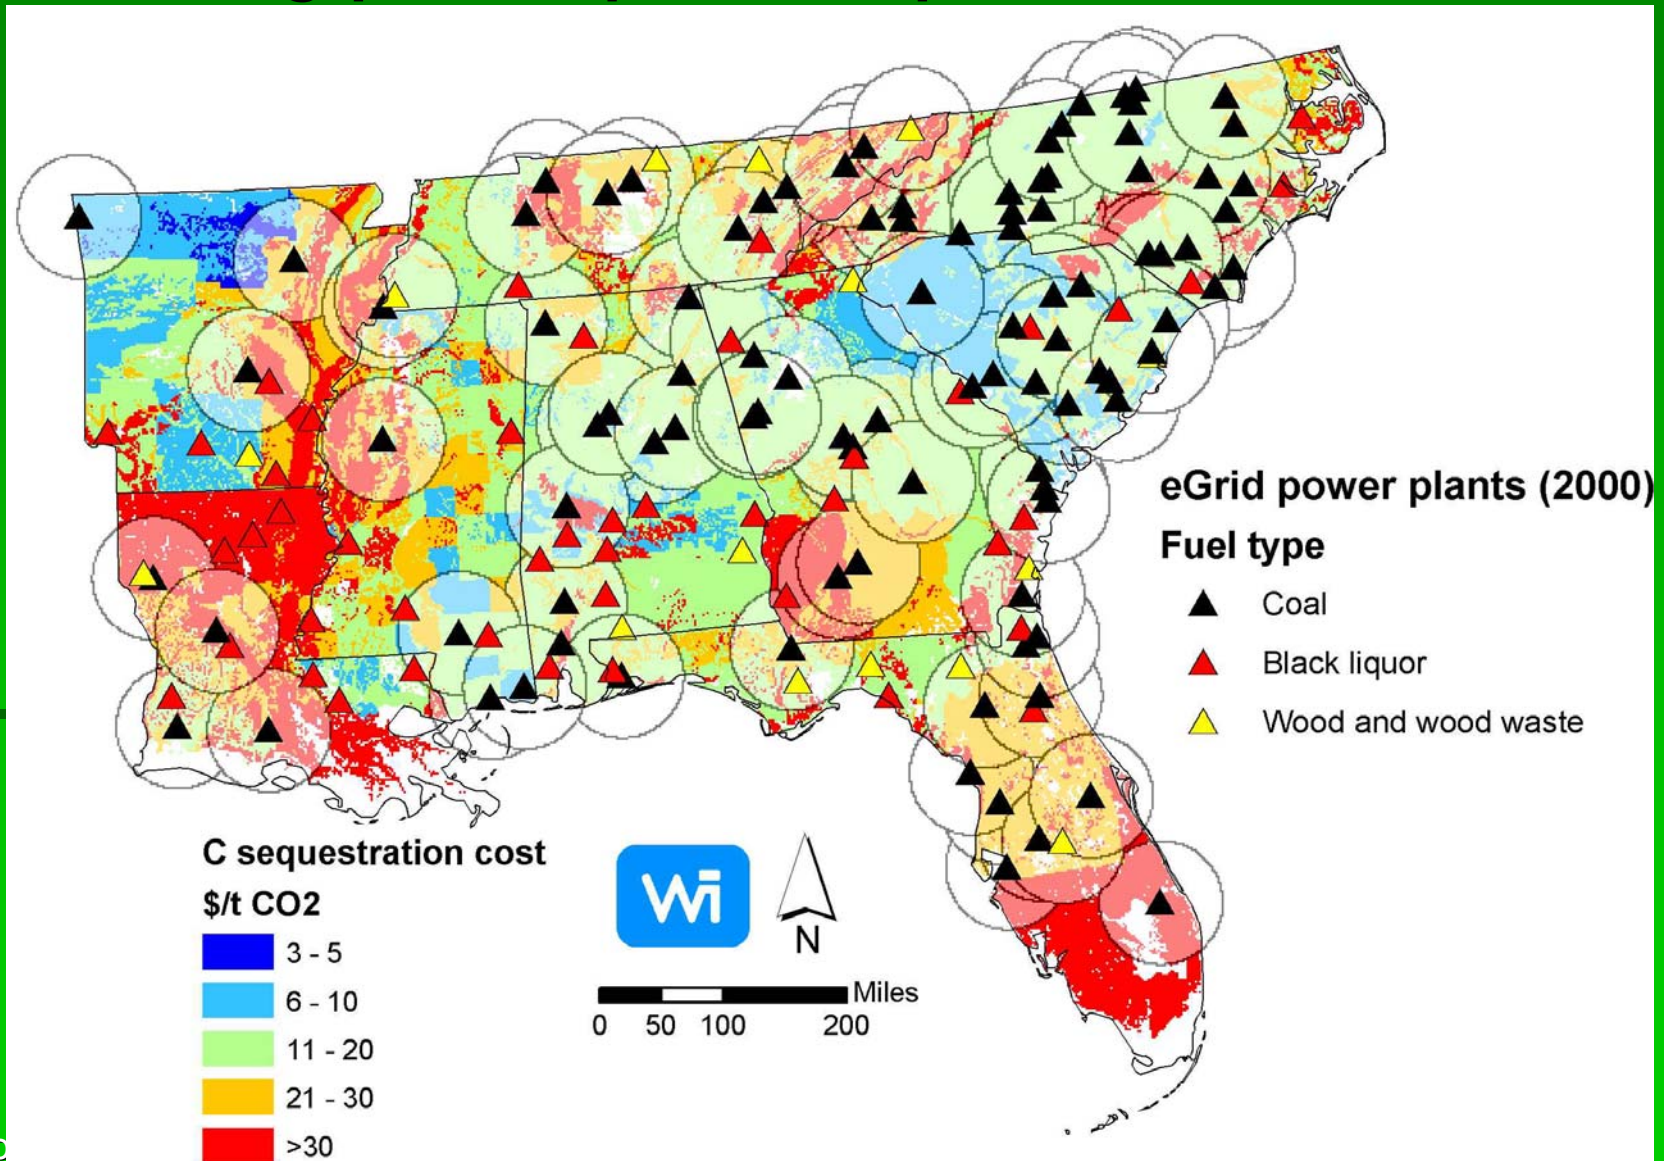 eGrid power plants (2000)
Fuel type
Coal
Black liquor
Wood and wood waste
C sequestration cost
$/t CO2
3 - 5
6 - 10
11 - 20
21 - 30
>30
Wi
N
Miles
0 50 100 200